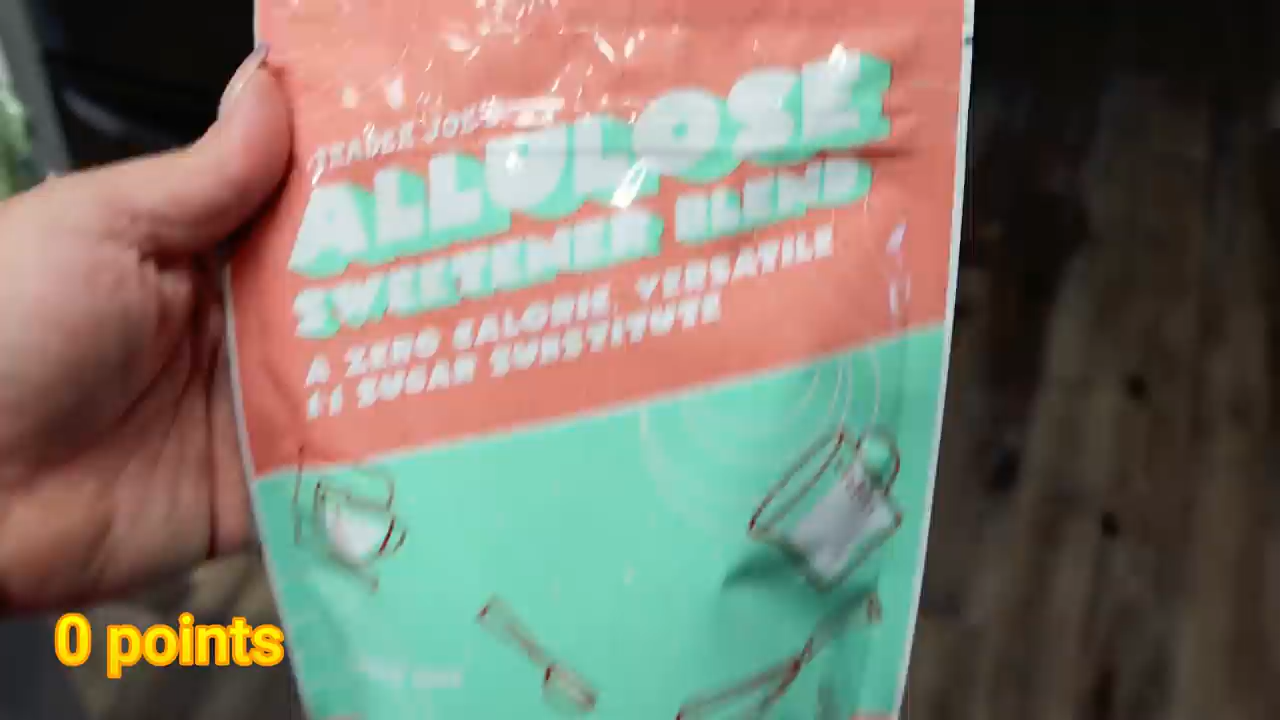 TRADER JOE'S
ALLULOSE
SWEETENER BLEND
A ZERO CALORIE, VERSATILE
1:1 SUGAR SUBSTITUTE
0 points